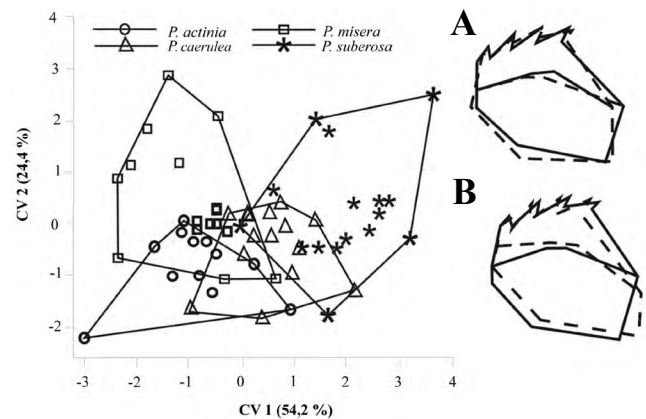 P. actinia
P. misera
P. caerulea
P. suberosa
A
B
4
3
2
1
0
-1
-2
CV 2 (24,4 %)
-3
-2
-1
0
1
2
3
4
CV 1 (54,2 %)